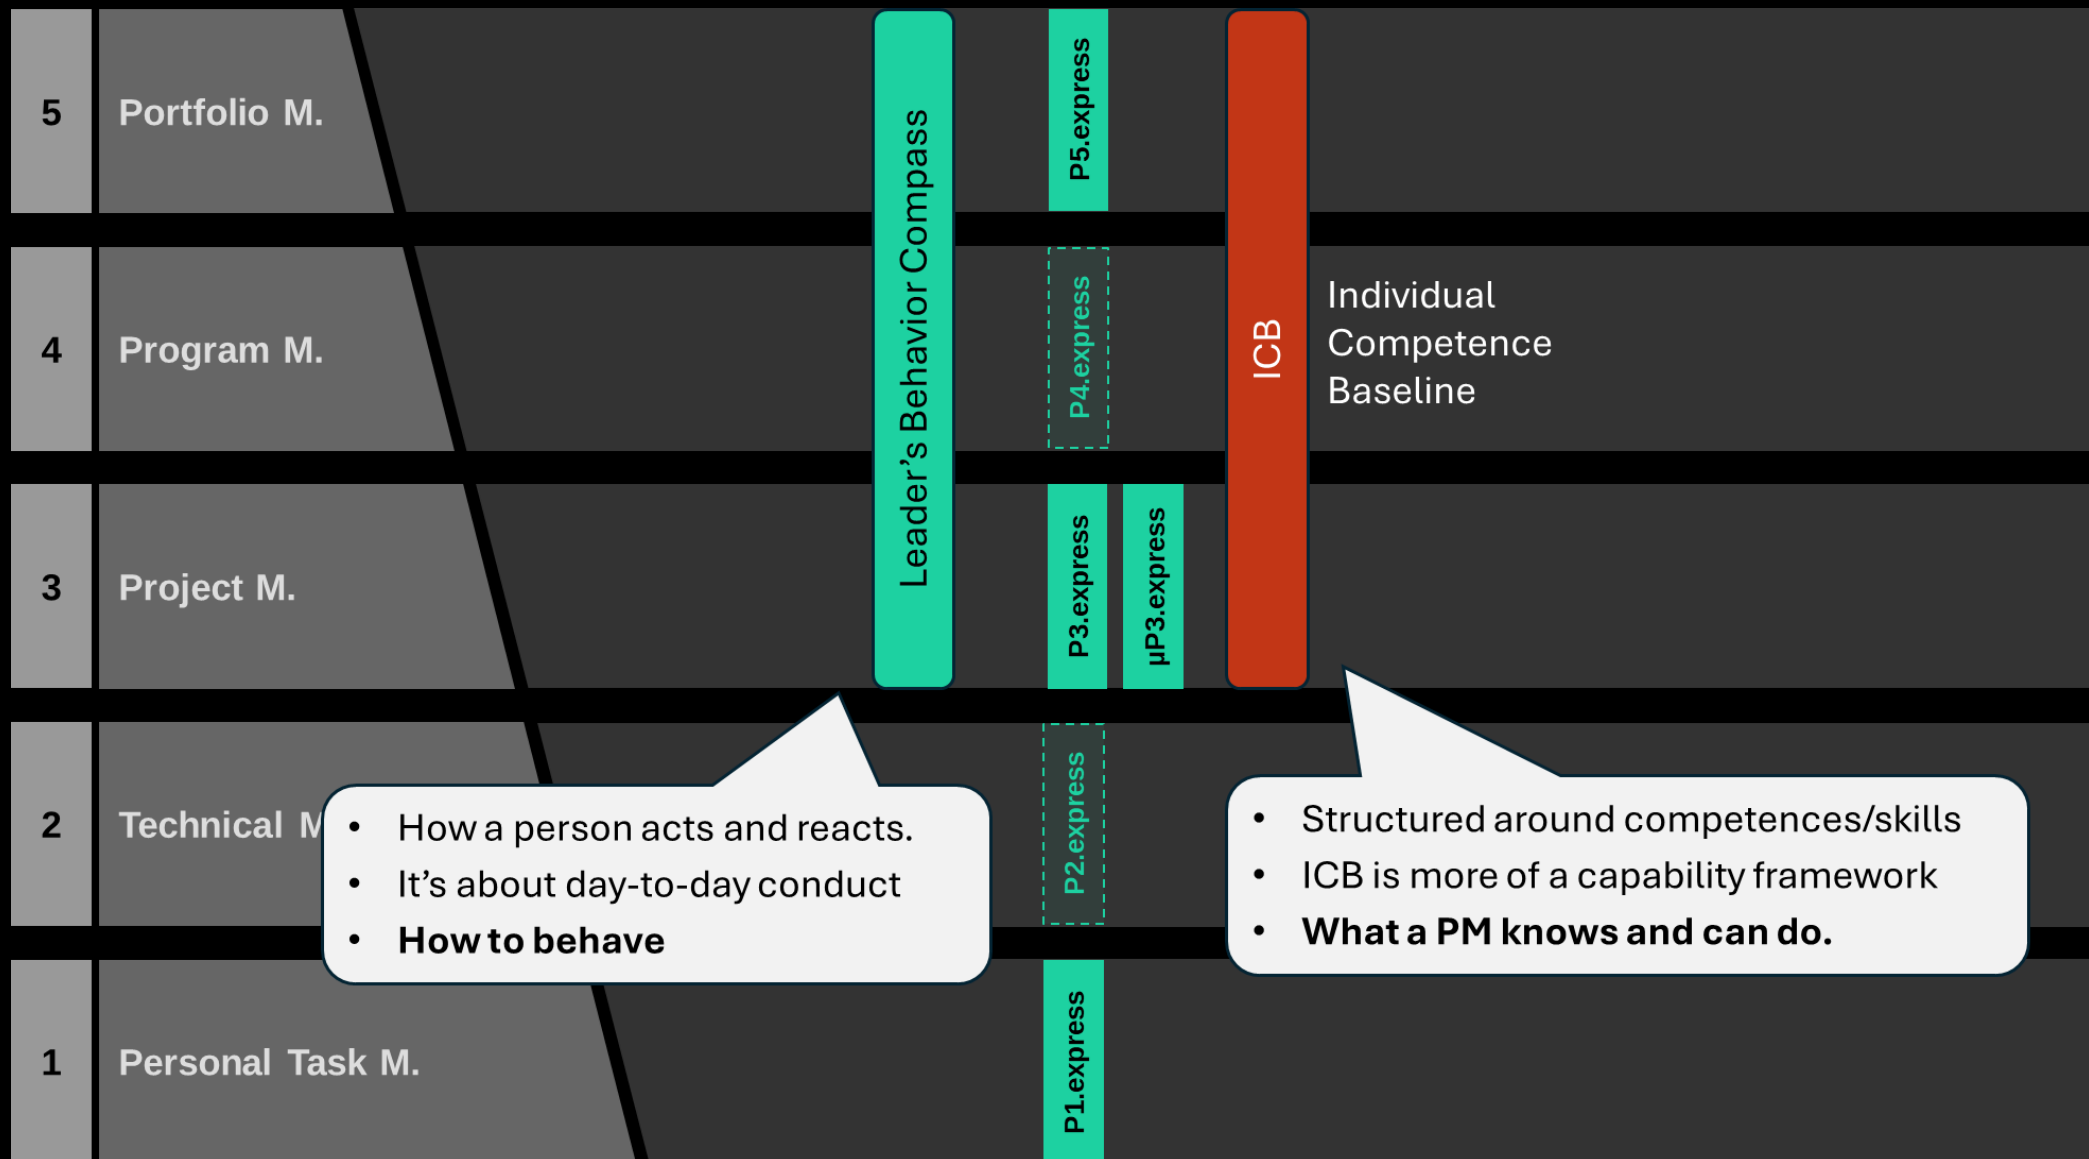 5
Portfolio M.
Leader’s Behavior Compass
P5.express
ICB
4
Program M.
P4.express
Individual
Competence
Baseline
3
Project M.
P3.express
µP3.express
2
Technical M
P2.express
• How a person acts and reacts.
• It’s about day-to-day conduct
• How to behave
• Structured around competences/skills
• ICB is more of a capability framework
• What a PM knows and can do.
1
Personal Task M.
P1.express